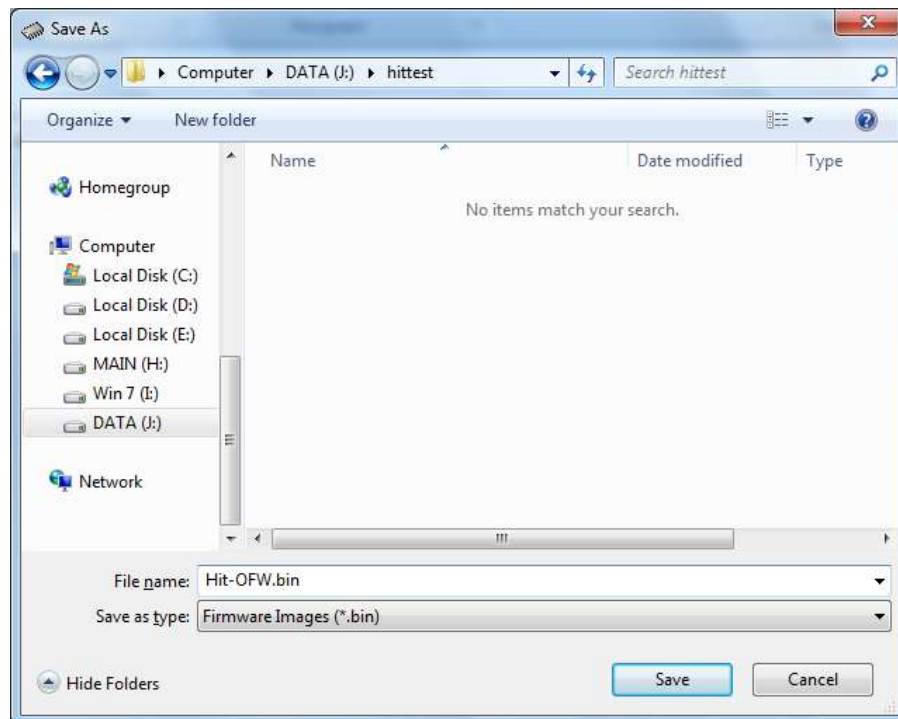 Save As
Computer DATA (J:) hittest Search hittest
Organize New folder
Name Date modified Type
No items match your search.
Homegroup
Computer
Local Disk (C:)
Local Disk (D:)
Local Disk (E:)
MAIN (H:)
Win 7 (I:)
DATA (J:)
Network
File name: Hit-OFW.bin
Save as type: Firmware Images (*.bin)
Hide Folders Save Cancel